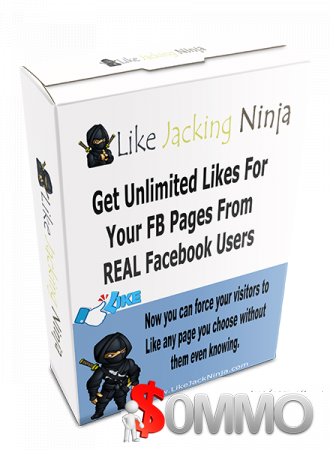 Like Jacking Ninja
Get Unlimited Likes For
Your FB Pages From
REAL Facebook Users
LIKE
Now you can force your visitors to
Like any page you choose without
them even knowing.
LikeJackNinja.com
Like Jacking Ninja
$OMMO